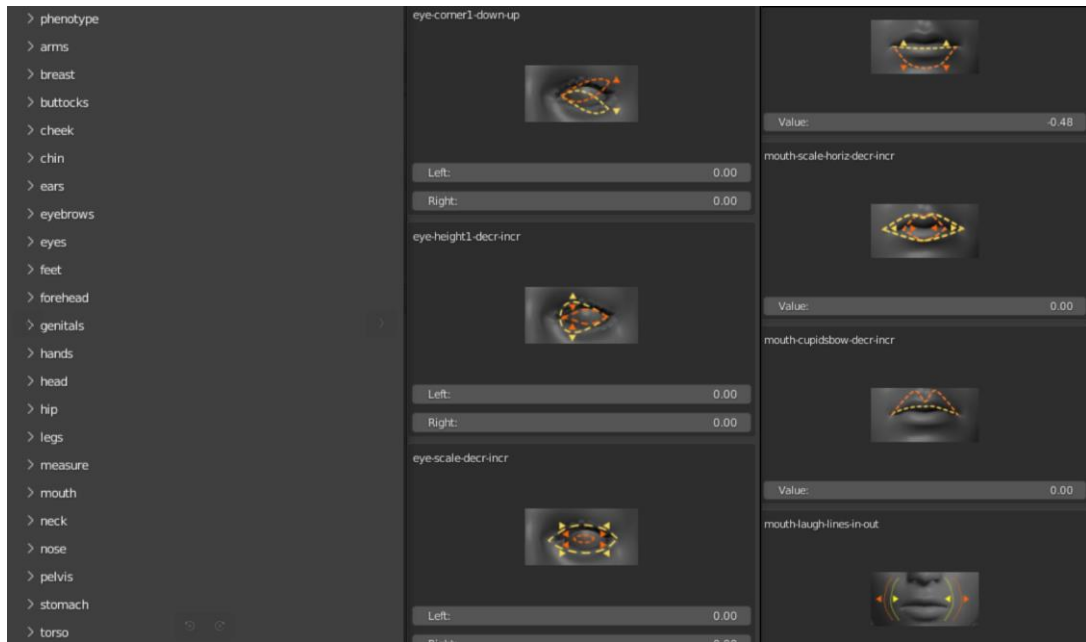 phenotype
arms
breast
buttocks
cheek
chin
ears
eyebrows
eyes
feet
forehead
genitals
hands
head
hip
legs
measure
mouth
neck
nose
pelvis
stomach
torso
eye-corner1-down-up
Left: 0.00
Right: 0.00
eye-height1-decr-incr
Left: 0.00
Right: 0.00
eye-scale-decr-incr
Left: 0.00
Value: -0.48
mouth-scale-horiz-decr-incr
Value: 0.00
mouth-cupidsbow-decr-incr
Value: 0.00
mouth-laugh-lines-in-out